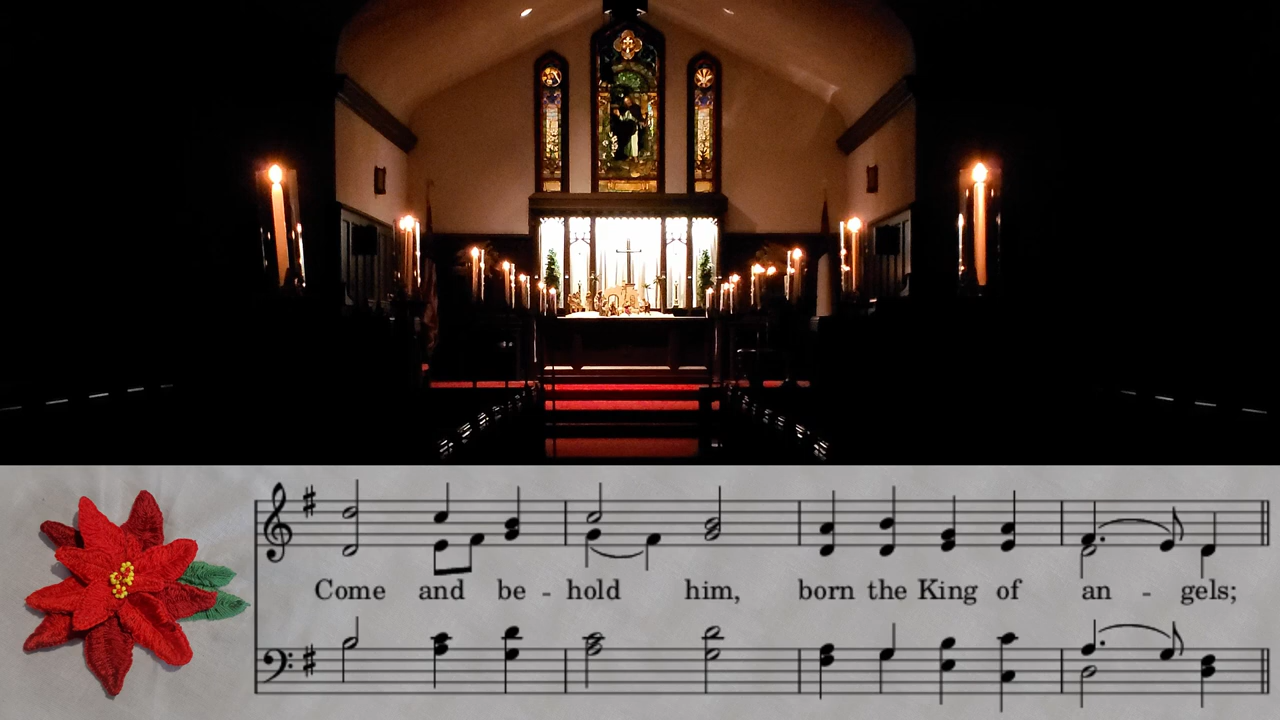 Come and be - hold him, born the King of an - gels;